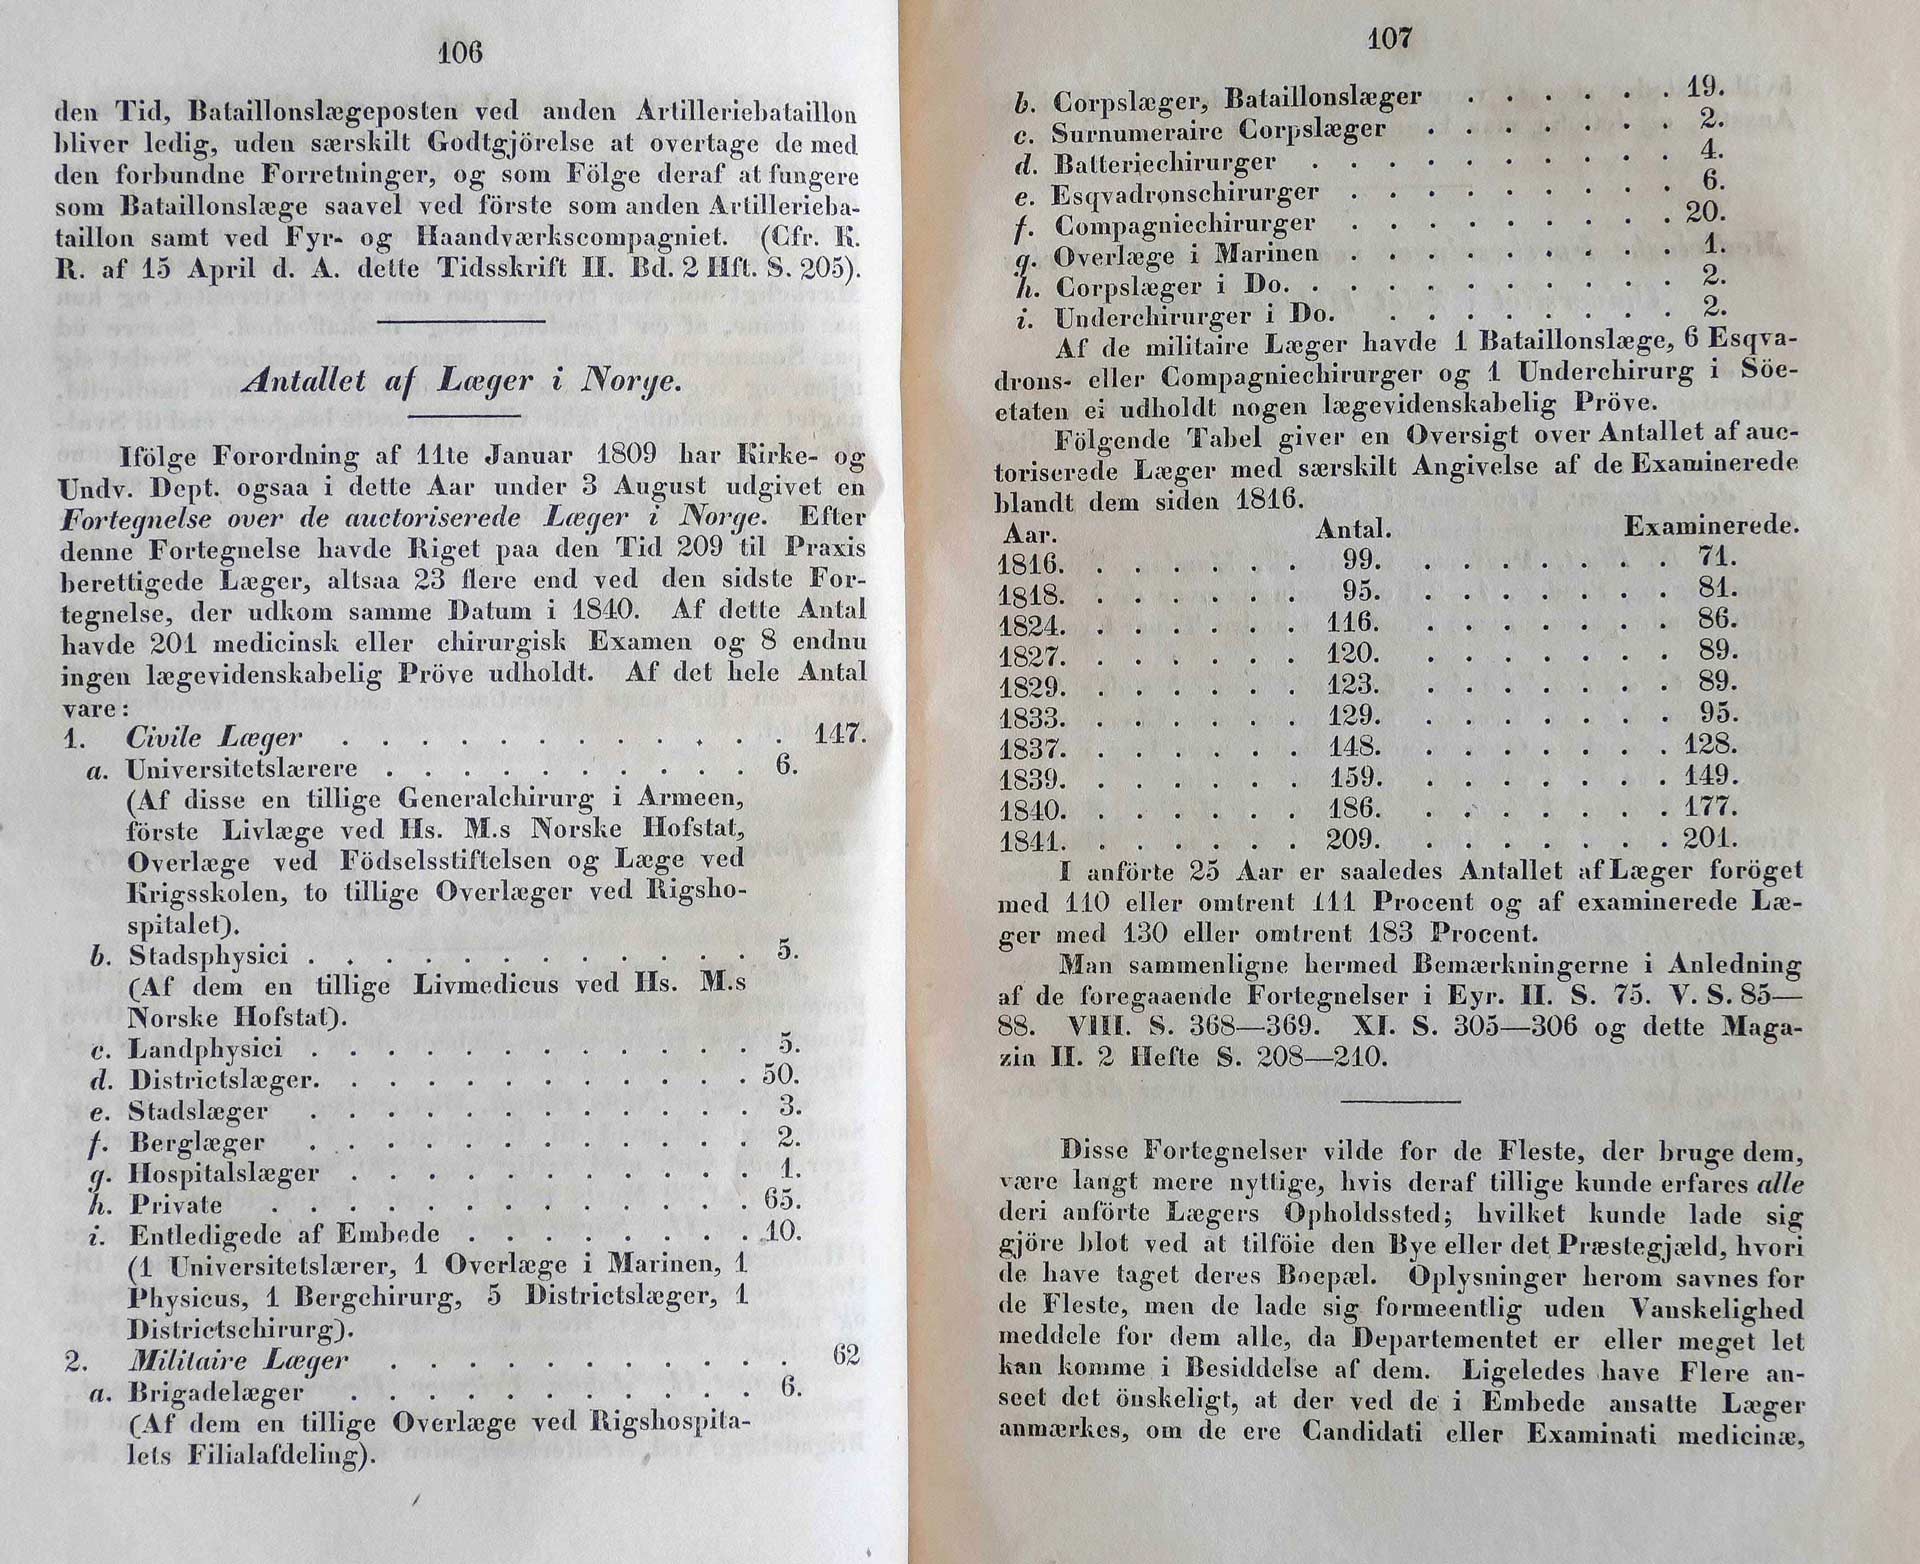 106
den Tid, Bataillonslægeposten ved anden Artilleriebataillon
bliver ledig, uden særskilt Godtgjörelse at overtage de med
den forbundne Forretninger, og som Fölge deraf at fungere
som Bataillonslæge saavel ved förste som anden Artillerieba-
taillon samt ved Fyr- og Haandværkscompagniet. (Cfr. K.
R. af 15 April d. A. dette Tidsskrift II. Bd. 2 Hft. S. 205).
Antallet af Læger i Norge.
Ifölge Forordning af 11te Januar 1809 har Kirke- og
Undv. Dept. ogsaa i dette Aar under 3 August udgivet en
Fortegnelse over de auctoriserede Læger i Norge. Efter
denne Fortegnelse havde Riget paa den Tid 209 til Praxis
berettigede Læger, altsaa 23 flere end ved den sidste For-
tegnelse, der udkom samme Datum i 1840. Af dette Antal
havde 201 medicinsk eller chirurgisk Examen og 8 endnu
ingen lægevidenskabelig Pröve udholdt. Af det hele Antal
vare:
1. Civile Læger . . . . . . . . . . . . 147.
a. Universitetslærere . . . . . . . . . . 6.
(Af disse en tillige Generalchirurg i Armeen,
förste Livlæge ved Hs. M.s Norske Hofstat,
Overlæge ved Födselsstiftelsen og Læge ved
Krigsskolen, to tillige Overlæger ved Rigsho-
spitalet).
b. Stadsphysici . . . . . . . . . . . . 5.
(Af dem en tillige Livmedicus ved Hs. M.s
Norske Hofstat).
c. Landphysici . . . . . . . . . . . . 5.
d. Districtslæger. . . . . . . . . . . . 50.
e. Stadslæger . . . . . . . . . . . . 3.
f. Berglæger . . . . . . . . . . . . 2.
g. Hospitalslæger . . . . . . . . . . . 1.
h. Private . . . . . . . . . . . . . 65.
i. Entledigede af Embede . . . . . . . . 10.
(1 Universitetslærer, 1 Overlæge i Marinen, 1
Physicus, 1 Bergchirurg, 5 Districtslæger, 1
Districtschirurg).
2. Militaire Læger . . . . . . . . . . . 62
a. Brigadelæger . . . . . . . . . . . 6.
(Af dem en tillige Overlæge ved Rigshospita-
lets Filialafdeling).
107
b. Corpslæger, Bataillonslæger . . . . . . 19.
c. Surnumeraire Corpslæger . . . . . . . 2.
d. Batteriechirurger . . . . . . . . . . 4.
e. Esqvadronschirurger . . . . . . . . . 6.
f. Compagniechirurger . . . . . . . . . 20.
g. Overlæge i Marinen . . . . . . . . . 1.
h. Corpslæger i Do. . . . . . . . . . . 2.
i. Underchirurger i Do. . . . . . . . . 2.
Af de militaire Læger havde 1 Bataillonslæge, 6 Esqva-
drons- eller Compagniechirurger og 1 Underchirurg i Söe-
etaten ei udholdt nogen lægevidenskabelig Pröve.
Fölgende Tabel giver en Oversigt over Antallet af auc-
toriserede Læger med særskilt Angivelse af de Examinerede
blandt dem siden 1816.
Aar. Antal. Examinerede.
1816. . . . . . . 99. . . . . . . . 71.
1818. . . . . . . 95. . . . . . . . 81.
1824. . . . . . . 116. . . . . . . . 86.
1827. . . . . . . 120. . . . . . . . 89.
1829. . . . . . . 123. . . . . . . . 89.
1833. . . . . . . 129. . . . . . . . 95.
1837. . . . . . . 148. . . . . . . . 128.
1839. . . . . . . 159. . . . . . . . 149.
1840. . . . . . . 186. . . . . . . . 177.
1841. . . . . . . 209. . . . . . . . 201.
I anförte 25 Aar er saaledes Antallet af Læger foröget
med 110 eller omtrent 111 Procent og af examinerede Læ-
ger med 130 eller omtrent 183 Procent.
Man sammenligne hermed Bemærkningerne i Anledning
af de foregaaende Fortegnelser i Eyr. II. S. 75. V. S. 85—
88. VIII. S. 368—369. XI. S. 305—306 og dette Maga-
zin II. 2 Hefte S. 208—210.
Disse Fortegnelser vilde for de Fleste, der bruge dem,
være langt mere nyttige, hvis deraf tillige kunde erfares alle
deri anförte Lægers Opholdssted; hvilket kunde lade sig
gjöre blot ved at tilföie den Bye eller det Præstegjæld, hvori
de have taget deres Boepæl. Oplysninger herom savnes for
de Fleste, men de lade sig formeentlig uden Vanskelighed
meddele for dem alle, da Departementet er eller meget let
kan komme i Besiddelse af dem. Ligeledes have Flere an-
seet det önskeligt, at der ved de i Embede ansatte Læger
anmærkes, om de ere Candidati eller Examinati medicinæ,